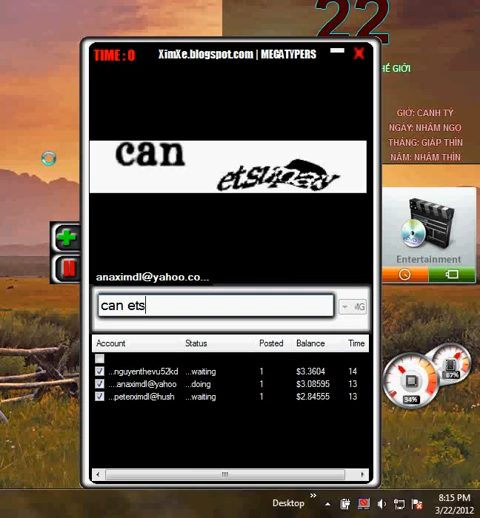 22
THẾ GIỚI
TIME : 0 XimXe.blogspot.com | MEGATYPERS
GIỜ: CANH TÝ
NGÀY: NHÂM NGỌ
THÁNG: GIÁP THÌN
NĂM: NHÂM THÌN
can
Entertainment
anaximdl@yahoo.co...
can ets
4G
Account Status Posted Balance Time
...nguyenthevu52kd ...waiting 1 $3.3604 14
...anaximdl@yahoo ...doing 1 $3.08595 13
...peterximdl@hush ...waiting 1 $2.84555 13
34%
67%
Desktop
8:15 PM
3/22/2012